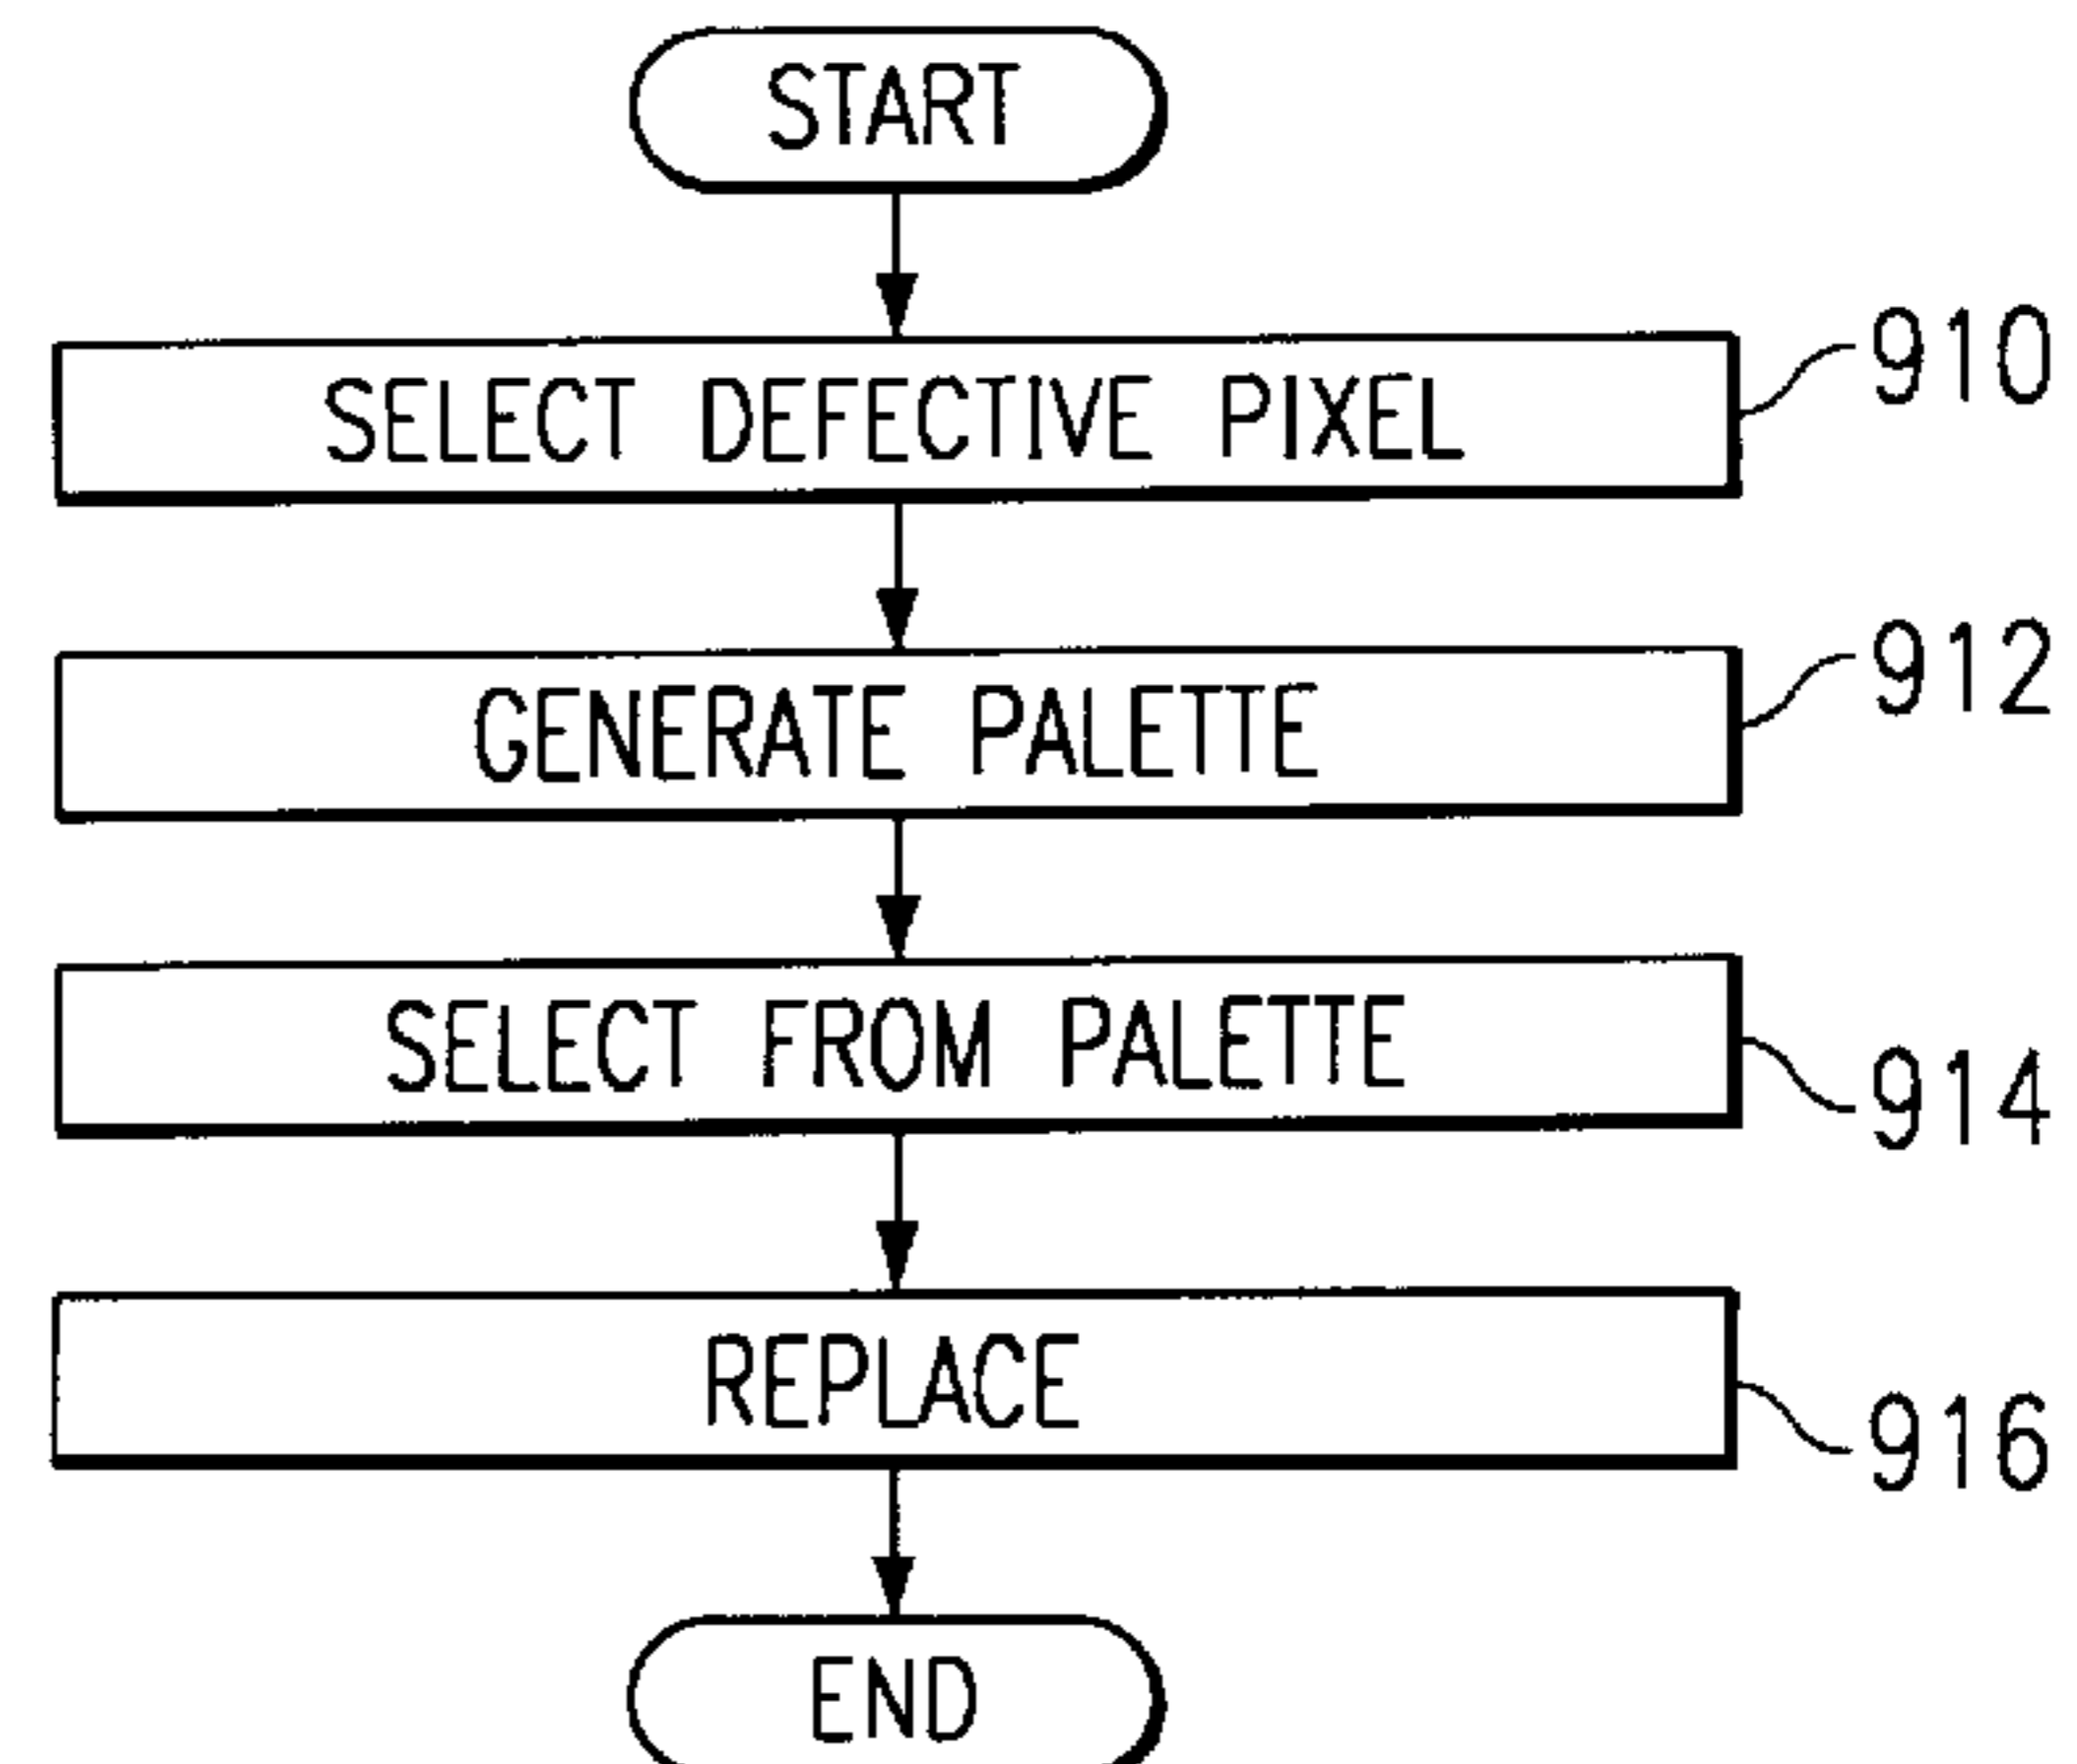 START
SELECT DEFECTIVE PIXEL
910
GENERATE PALETTE
912
SELECT FROM PALETTE
914
REPLACE
916
END